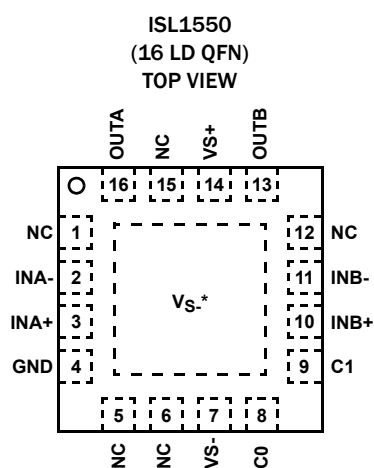 ISL1550
(16 LD QFN)
TOP VIEW
OUTA NC VS+ OUTB
16 15 14 13
NC 1 12 NC
INA- 2 11 INB-
VS-*
INA+ 3 10 INB+
GND 4 9 C1
5 6 7 8
NC NC VS- C0